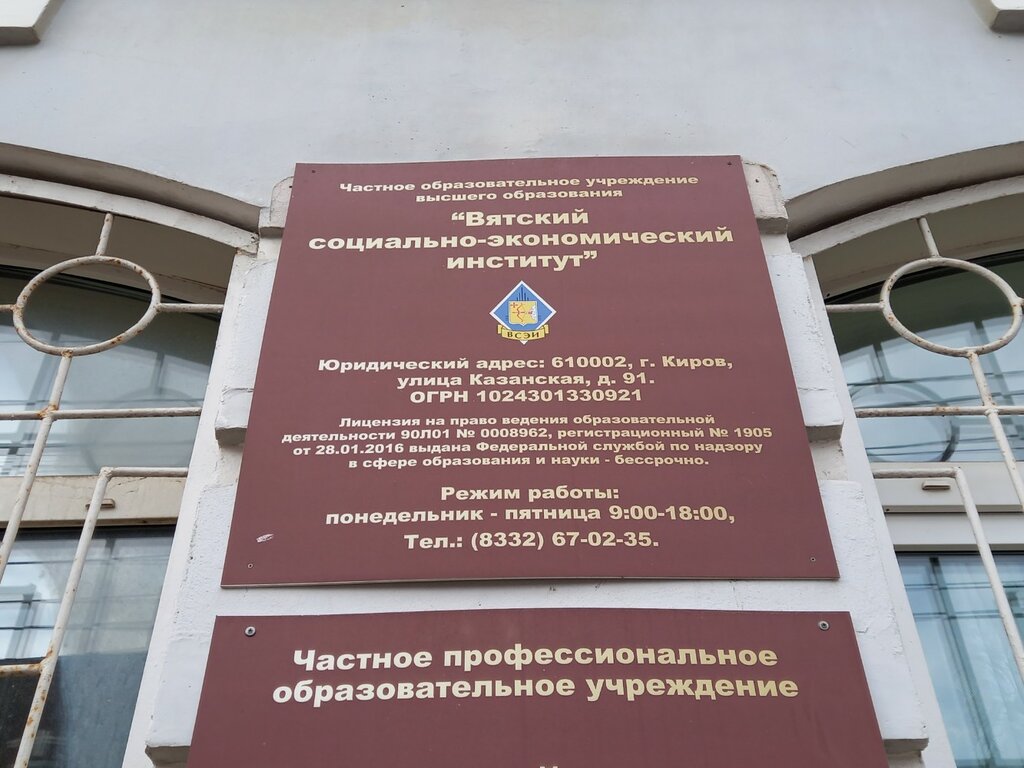 Частное образовательное учреждение
высшего образования
“Вятский
социально-экономический
институт”
ВСЭИ
Юридический адрес: 610002, г. Киров,
улица Казанская, д. 91.
ОГРН 1024301330921
Лицензия на право ведения образовательной
деятельности 90Л01 № 0008962, регистрационный № 1905
от 28.01.2016 выдана Федеральной службой по надзору
в сфере образования и науки - бессрочно.
Режим работы:
понедельник - пятница 9:00-18:00,
Тел.: (8332) 67-02-35.
Частное профессиональное
образовательное учреждение